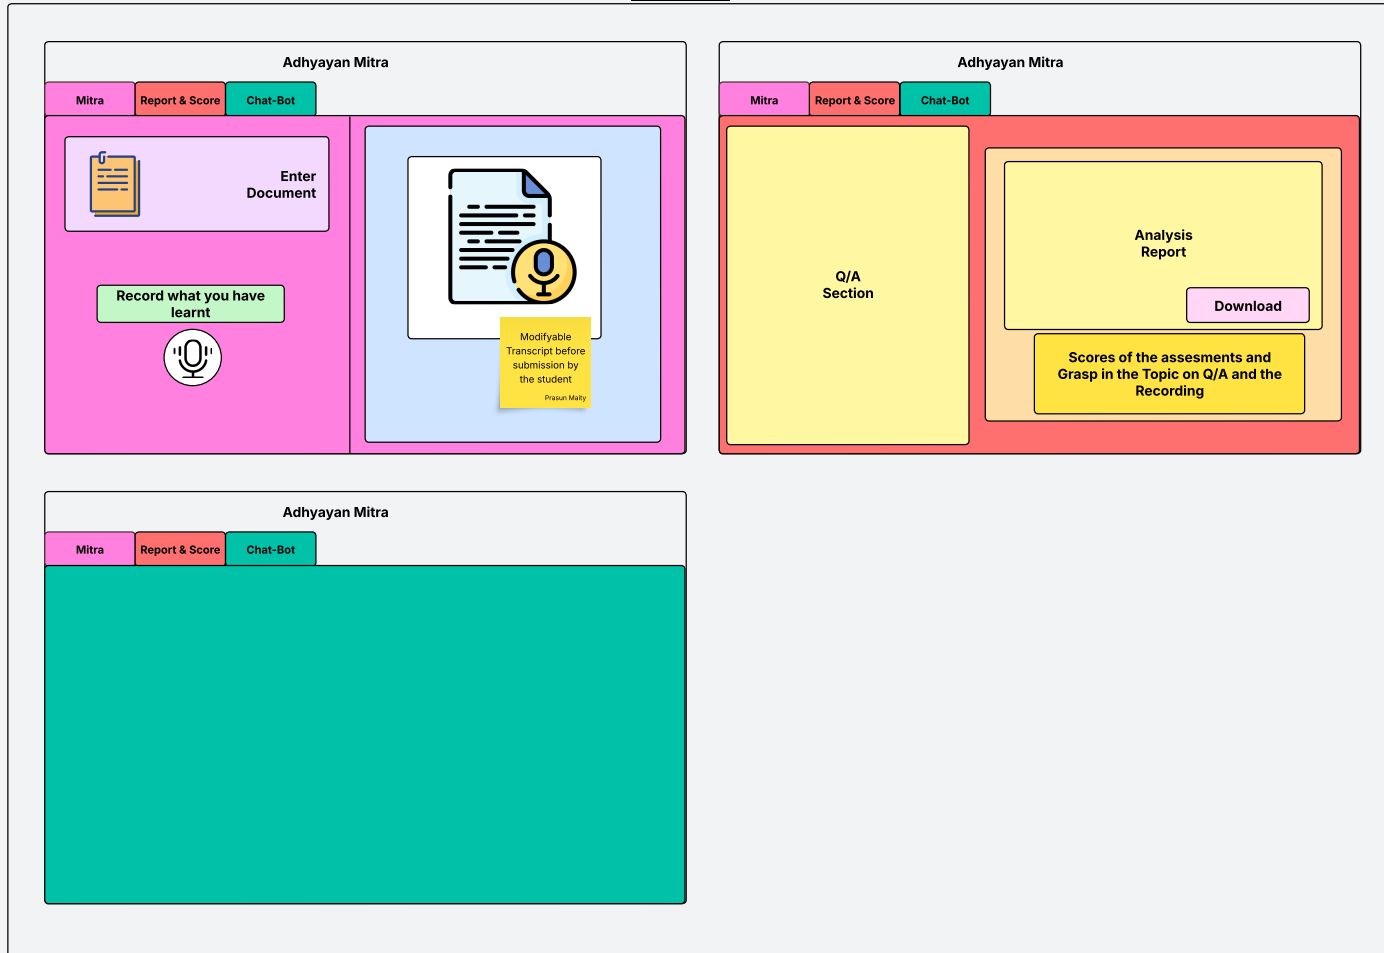 Adhyayan Mitra
Mitra
Report & Score
Chat-Bot
Enter
Document
Record what you have
learnt
Modifyable
Transcript before
submission by
the student
Prasun Maity
Adhyayan Mitra
Mitra
Report & Score
Chat-Bot
Q/A
Section
Analysis
Report
Download
Scores of the assesments and
Grasp in the Topic on Q/A and the
Recording
Adhyayan Mitra
Mitra
Report & Score
Chat-Bot